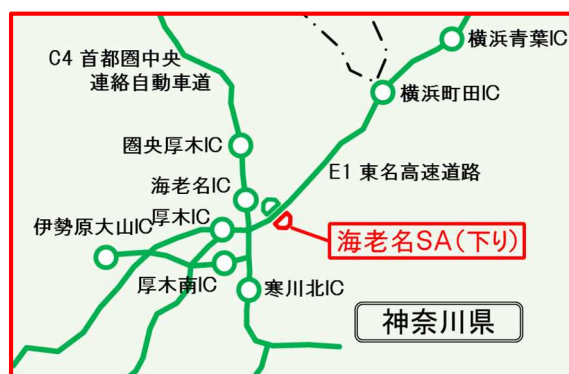 横浜青葉IC
C4 首都圏中央
連絡自動車道
横浜町田IC
圏央厚木IC
E1 東名高速道路
海老名IC
厚木IC
伊勢原大山IC
海老名SA(下り)
厚木南IC
寒川北IC
神奈川県